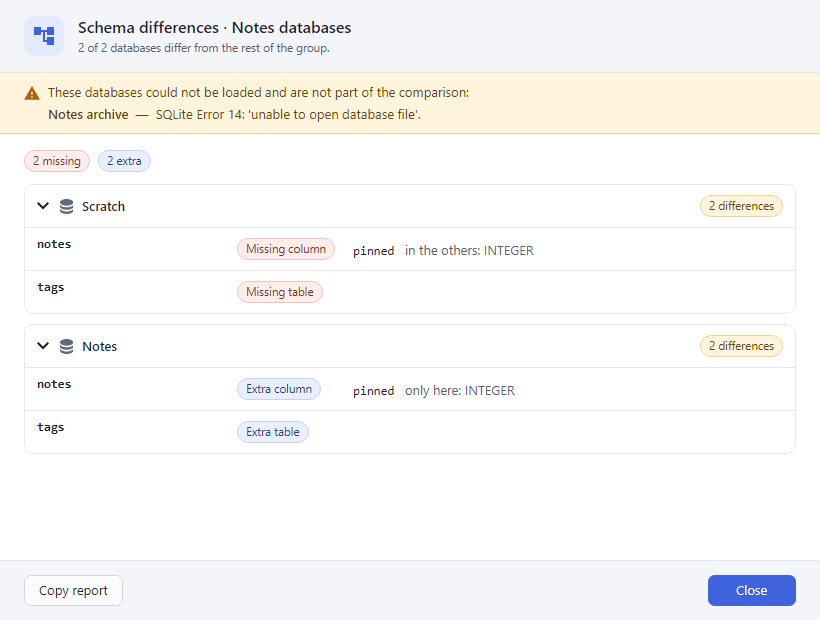 Schema differences · Notes databases
2 of 2 databases differ from the rest of the group.
These databases could not be loaded and are not part of the comparison:
Notes archive — SQLite Error 14: 'unable to open database file'.
2 missing 2 extra
Scratch 2 differences
notes Missing column pinned in the others: INTEGER
tags Missing table
Notes 2 differences
notes Extra column pinned only here: INTEGER
tags Extra table
Copy report Close